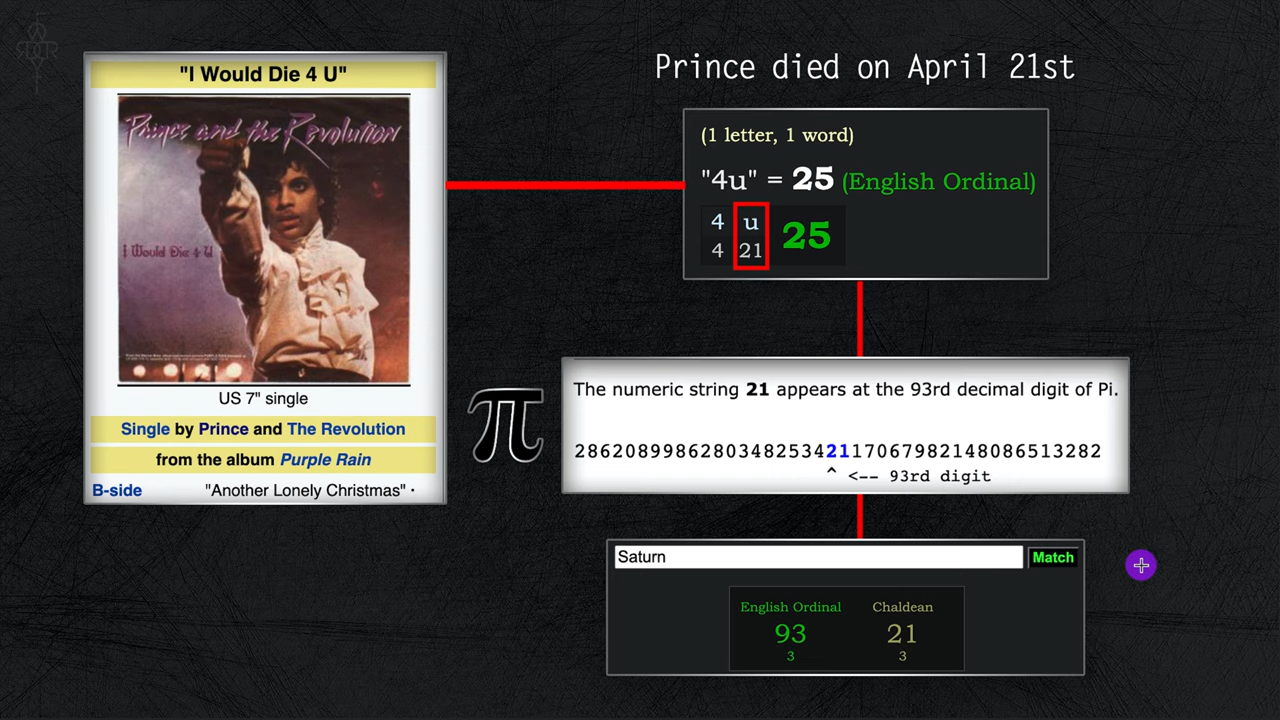 "I Would Die 4 U"
Prince and the Revolution
I Would Die 4 U
US 7" single
Single by Prince and The Revolution
from the album Purple Rain
B-side "Another Lonely Christmas" ·
Prince died on April 21st
(1 letter, 1 word)
"4u" = 25 (English Ordinal)
4 u 25
4 21
π
The numeric string 21 appears at the 93rd decimal digit of Pi.
286208998628034825342117067982148086513282
^ <-- 93rd digit
Saturn Match
English Ordinal Chaldean
93 21
3 3